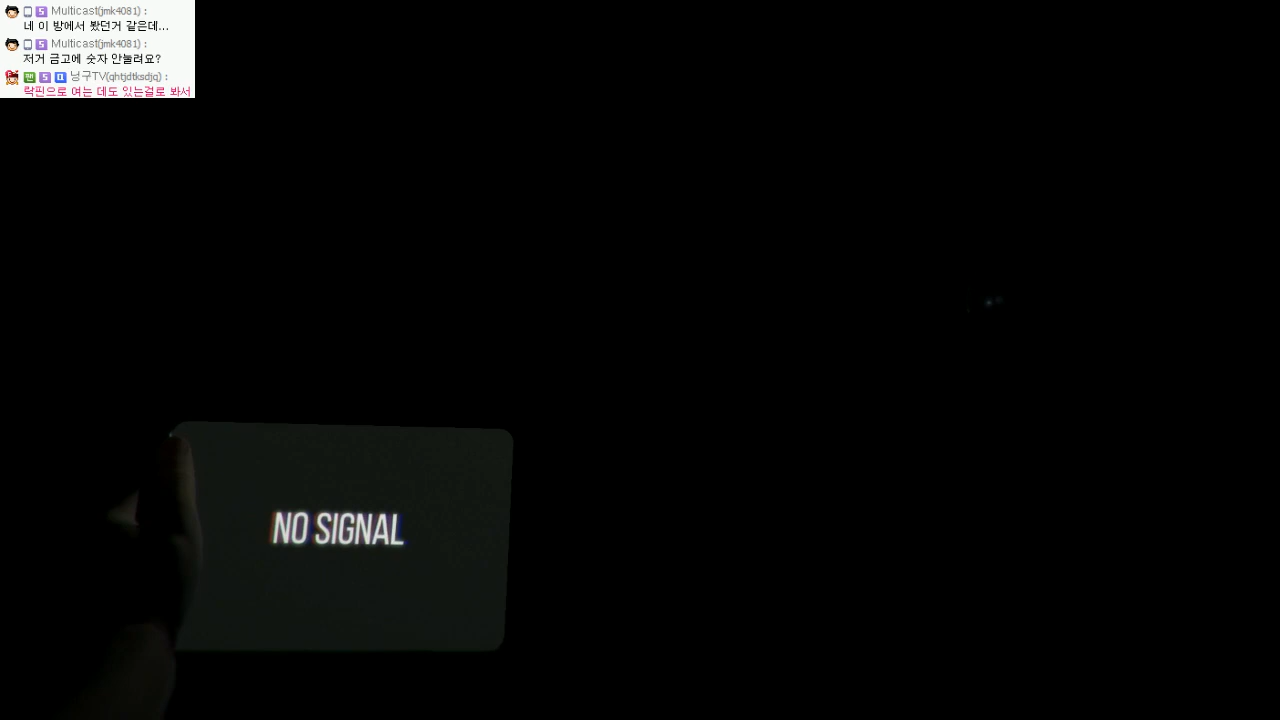 Multicast(jmk4081) :
네 이 방에서 봤던거 같은데...
Multicast(jmk4081) :
저거 금고에 숫자 안눌려요?
팬 S 넝구TV(qhtjdtksdjq) :
락핀으로 여는 데도 있는걸로 봐서
NO SIGNAL